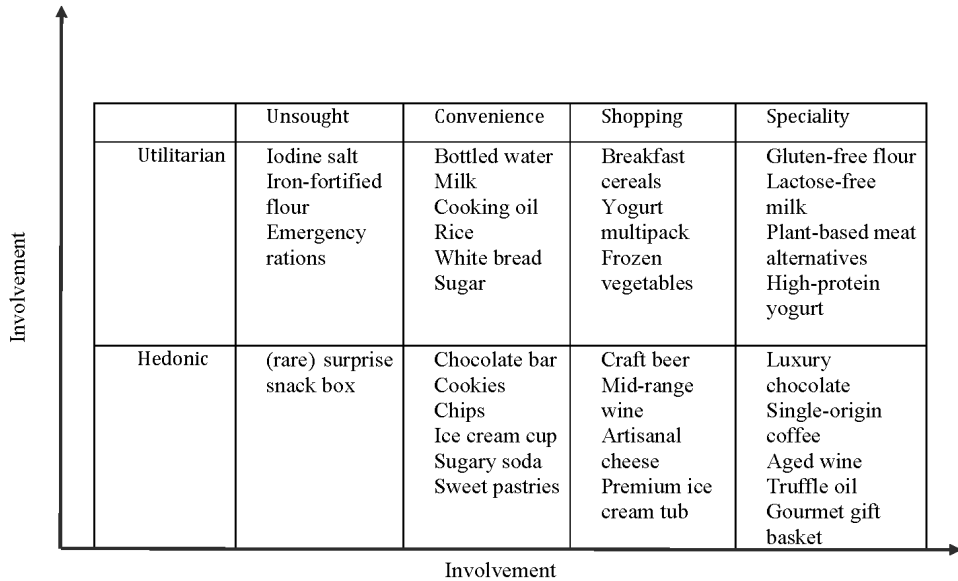 Involvement
Unsought
Convenience
Shopping
Speciality
Utilitarian
Iodine salt
Iron-fortified
flour
Emergency
rations
Bottled water
Milk
Cooking oil
Rice
White bread
Sugar
Breakfast
cereals
Yogurt
multipack
Frozen
vegetables
Gluten-free flour
Lactose-free
milk
Plant-based meat
alternatives
High-protein
yogurt
Hedonic
(rare) surprise
snack box
Chocolate bar
Cookies
Chips
Ice cream cup
Sugary soda
Sweet pastries
Craft beer
Mid-range
wine
Artisanal
cheese
Premium ice
cream tub
Luxury
chocolate
Single-origin
coffee
Aged wine
Truffle oil
Gourmet gift
basket
Involvement